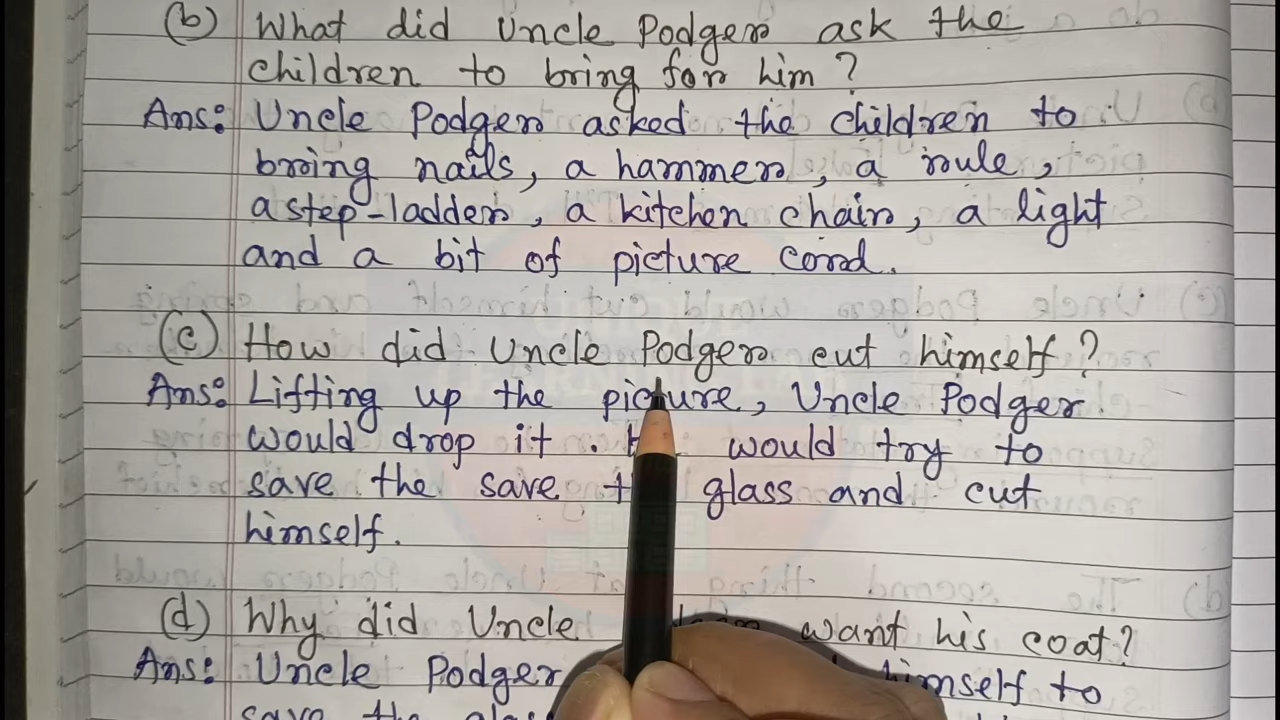 (b) What did Uncle Podger ask the
children to bring for him ?
Ans: Uncle Podger asked the children to
bring nails, a hammer, a rule,
a step-ladder, a kitchen chair, a light
and a bit of picture cord.
(c) How did Uncle Podger cut himself ?
Ans: Lifting up the picture, Uncle Podger
would drop it . would try to
save the save glass and cut
himself.
(d) Why did Uncle want his coat?
Ans: Uncle Podger himself to
save the